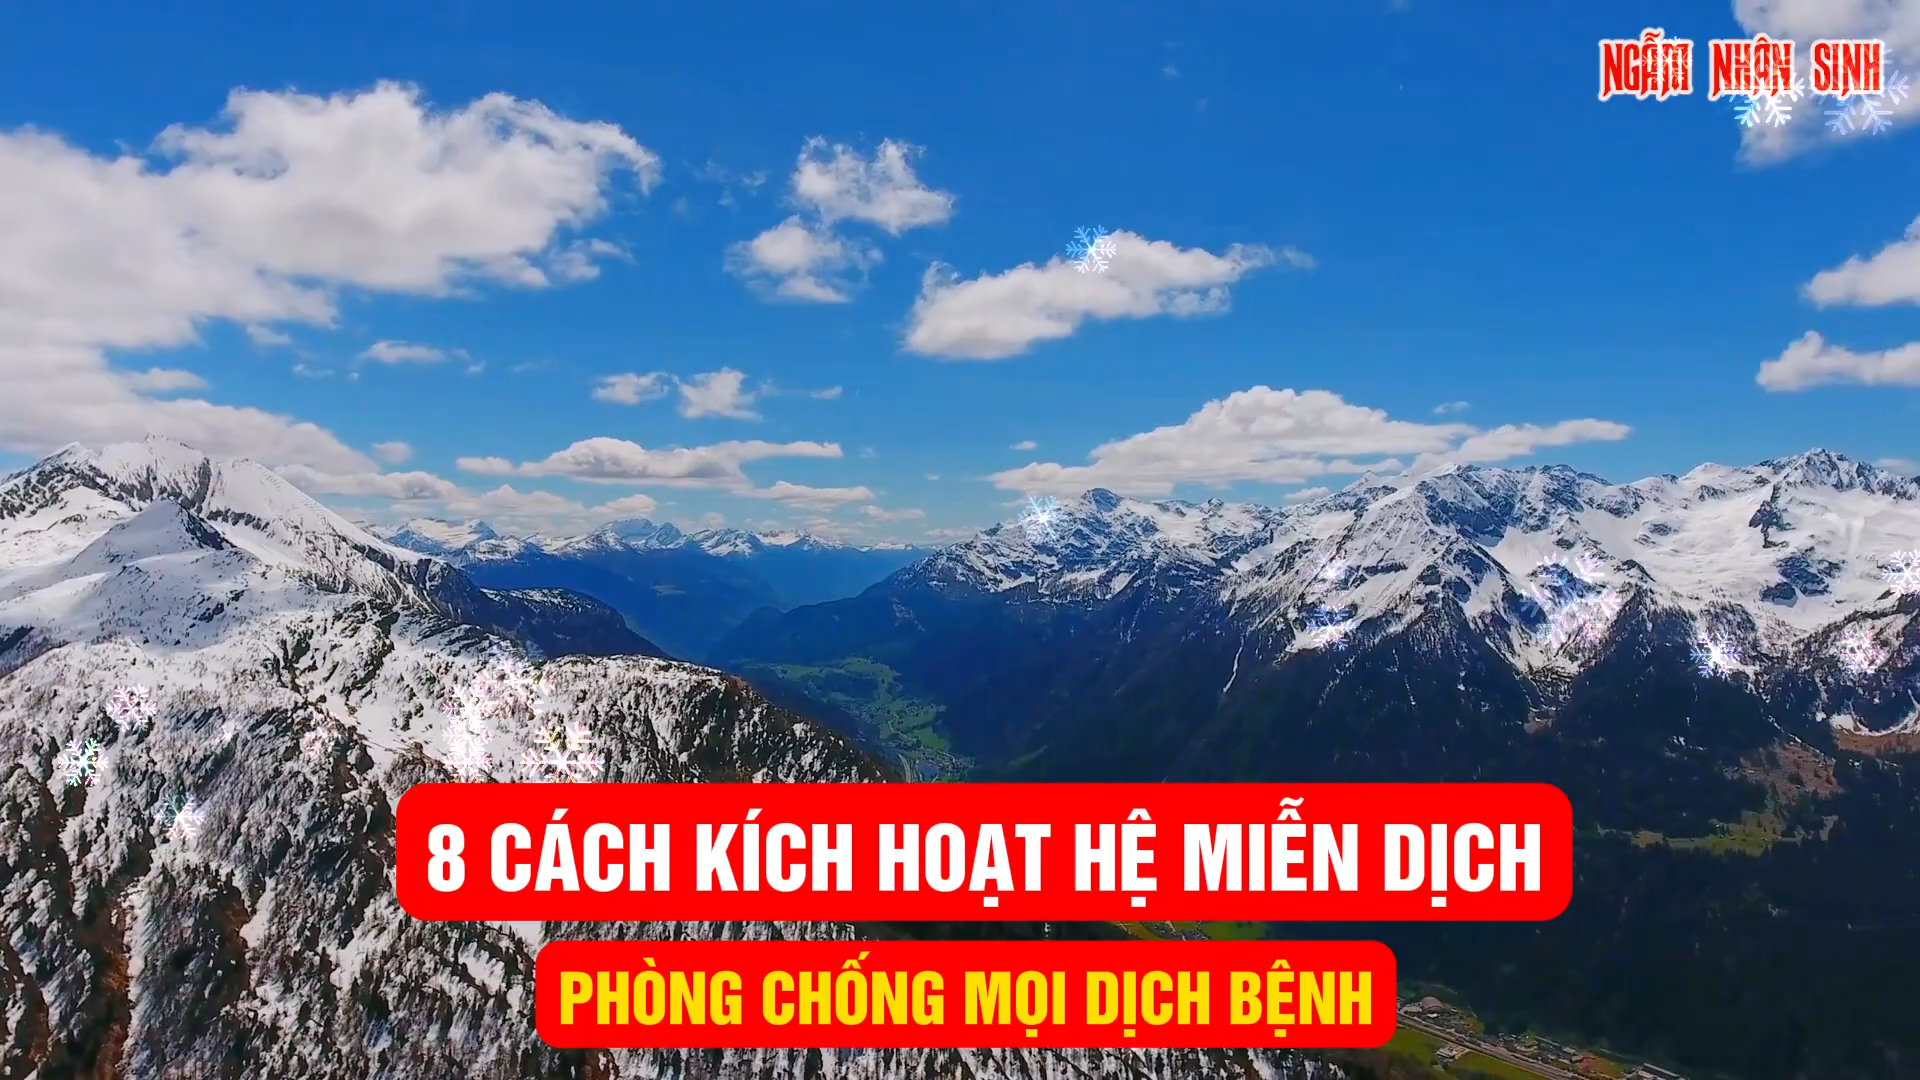 NGẪM NHÂN SINH
8 CÁCH KÍCH HOẠT HỆ MIỄN DỊCH
PHÒNG CHỐNG MỌI DỊCH BỆNH